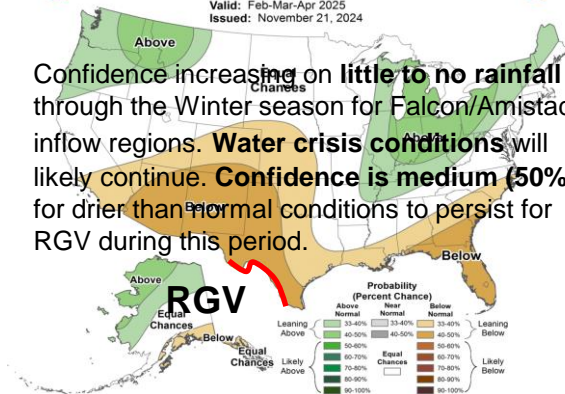 Valid: Feb-Mar-Apr 2025
Issued: November 21, 2024
Above
Equal
Chances
Confidence increasing on little to no rainfall
through the Winter season for Falcon/Amistad
inflow regions. Water crisis conditions will
likely continue. Confidence is medium (50%
for drier than normal conditions to persist for
RGV during this period.
Above
Below
Below
Above
RGV
Equal
Chances
Below
Equal
Chances
Probability
(Percent Chance)
Above Normal
Near Normal
Below Normal
Leaning Above
33-40%
33-40%
33-40%
Leaning Below
40-50%
40-50%
40-50%
Likely Above
50-60%
50-60%
Likely Below
60-70%
Equal Chances
60-70%
70-80%
70-80%
80-90%
80-90%
90-100%
90-100%